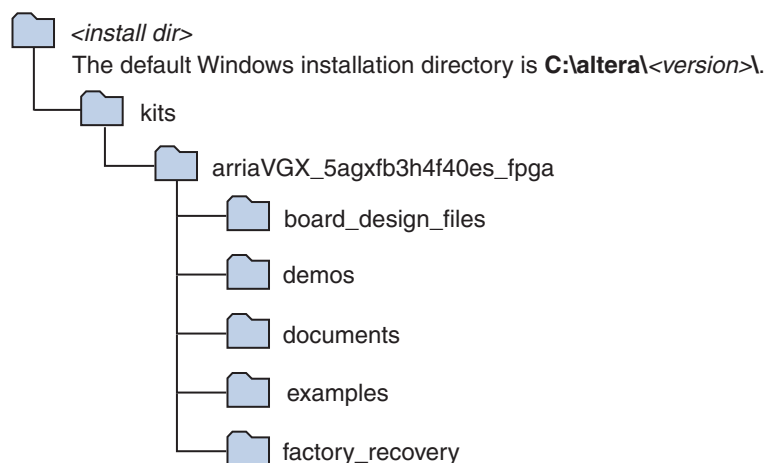 <install dir>
The default Windows installation directory is C:\altera\<version>\.
kits
arriaVGX_5agxfb3h4f40es_fpga
board_design_files
demos
documents
examples
factory_recovery